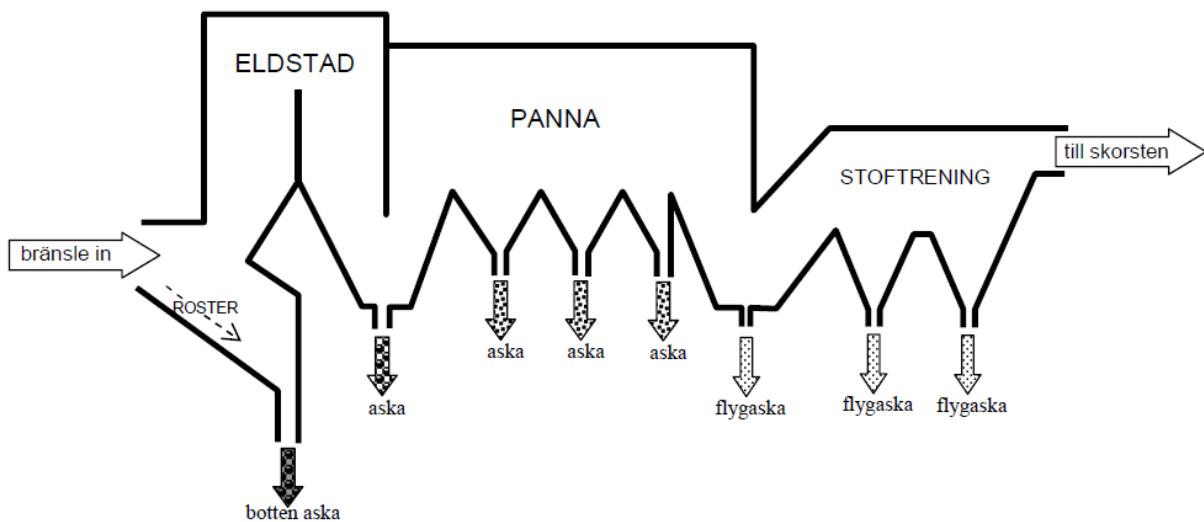 ELDSTAD
PANNA
till skorsten
STOFTRENING
bränsle in
ROSTER
aska
aska
aska
aska
flygaska
flygaska
flygaska
botten aska